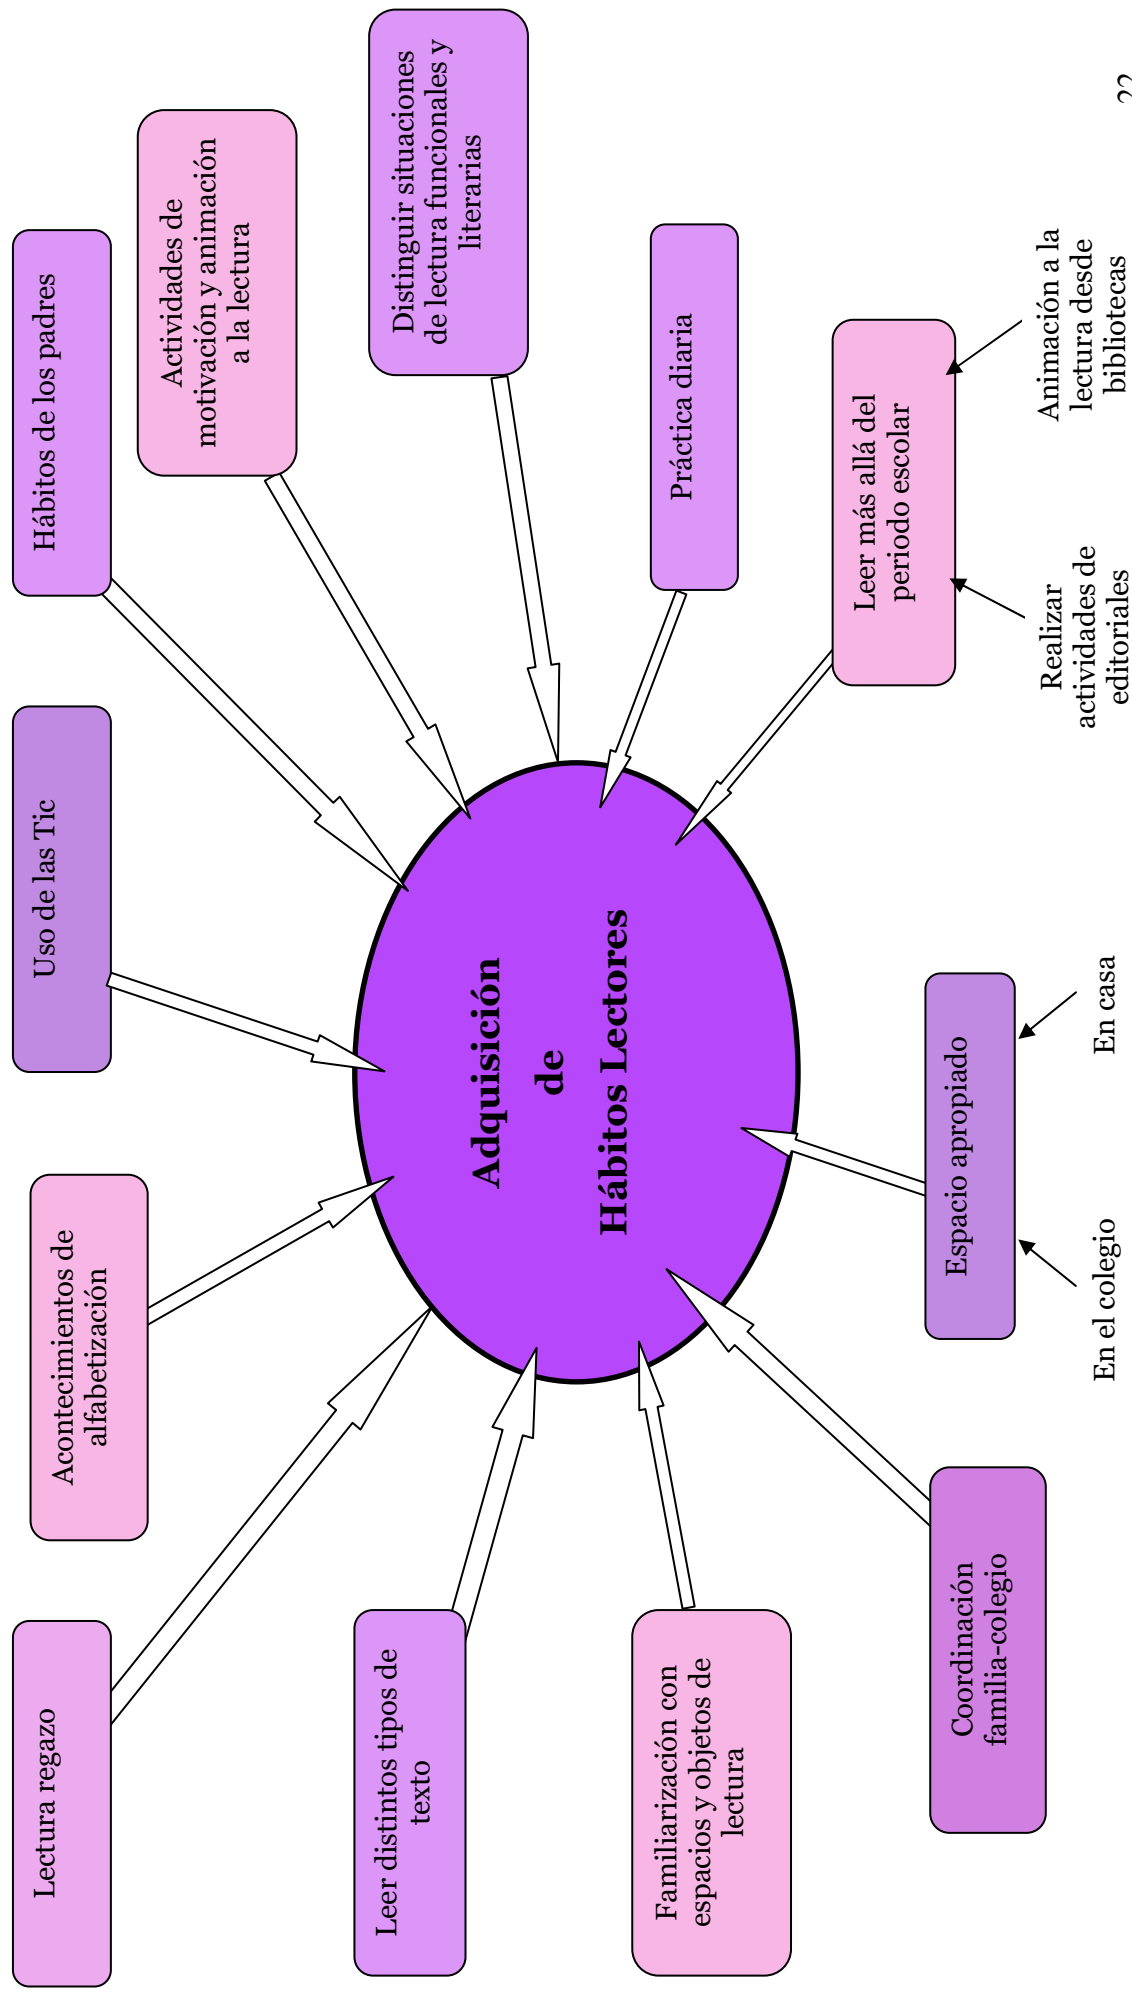 Lectura regazo
Acontecimientos de
alfabetización
Uso de las Tic
Hábitos de los padres
Actividades de
motivación y animación
a la lectura
Leer distintos tipos de
texto
Distinguir situaciones
de lectura funcionales y
literarias
Adquisición
de
Hábitos Lectores
Familiarización con
espacios y objetos de
lectura
Práctica diaria
Leer más allá del
periodo escolar
Coordinación
familia-colegio
Espacio apropiado
En el colegio
En casa
Realizar
actividades de
editoriales
Animación a la
lectura desde
bibliotecas
22